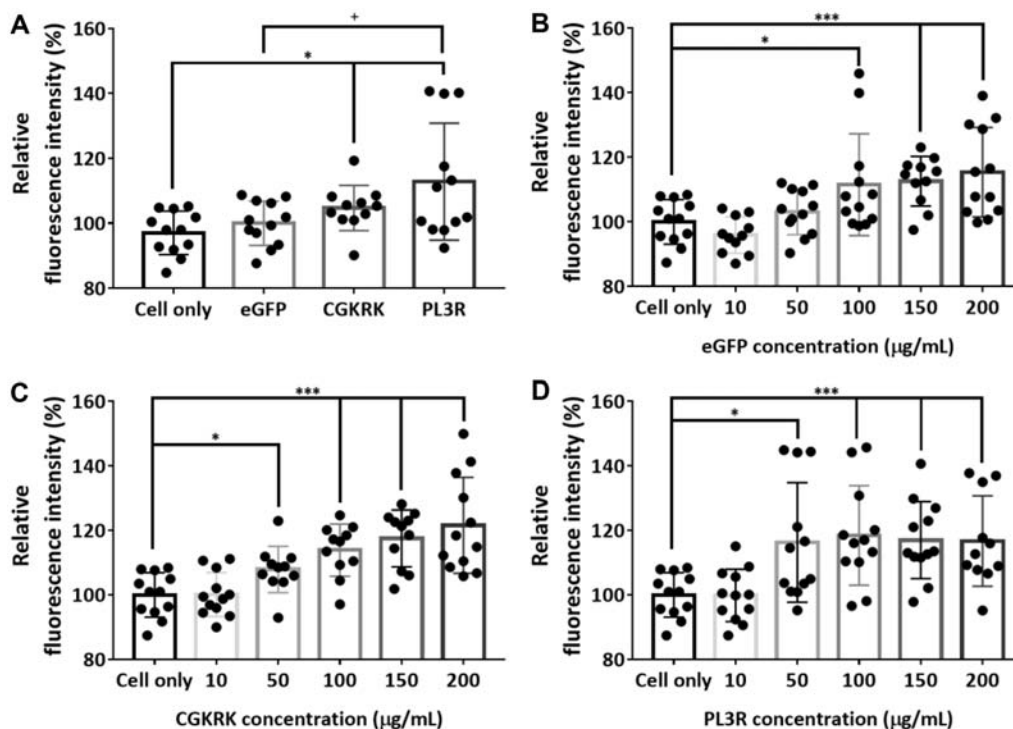 A
Relative
fluorescence intensity (%)
160
140
120
100
80
+
*
Cell only eGFP CGKRK PL3R
B
Relative
fluorescence intensity (%)
160
140
120
100
80
***
*
Cell only 10 50 100 150 200
eGFP concentration (µg/mL)
C
Relative
fluorescence intensity (%)
160
140
120
100
80
***
*
Cell only 10 50 100 150 200
CGKRK concentration (µg/mL)
D
Relative
fluorescence intensity (%)
160
140
120
100
80
***
*
Cell only 10 50 100 150 200
PL3R concentration (µg/mL)